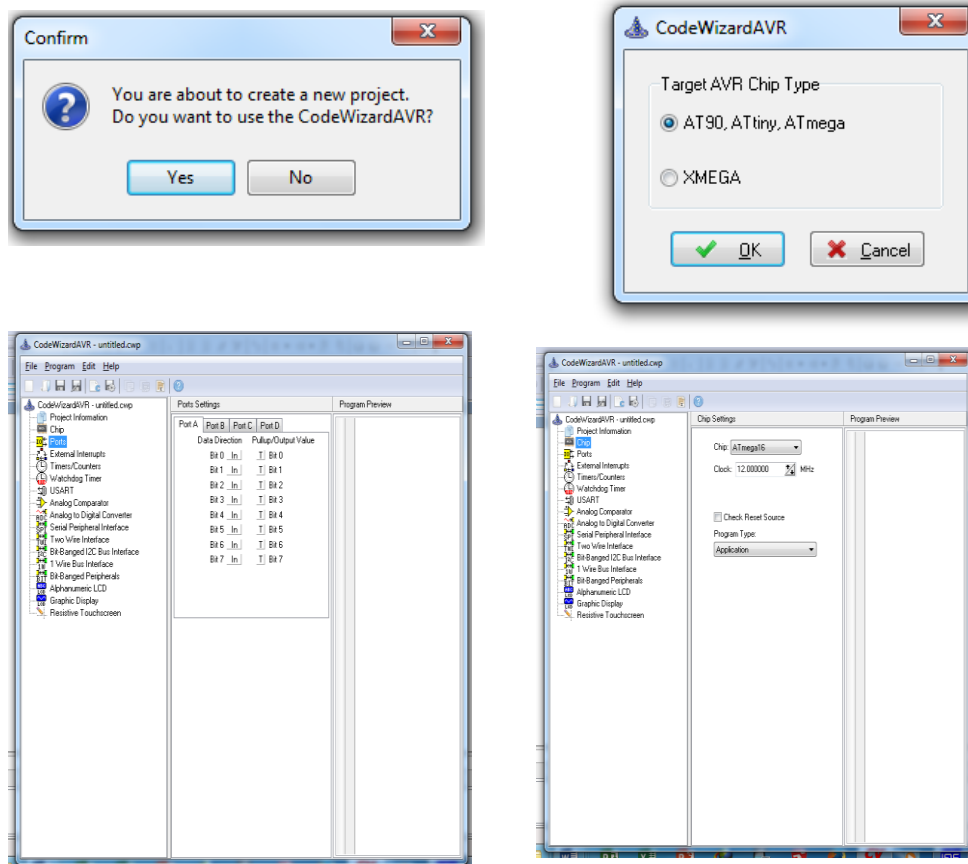 Confirm
You are about to create a new project.
Do you want to use the CodeWizardAVR?
Yes No
CodeWizardAVR
Target AVR Chip Type
AT90, ATtiny, ATmega
XMEGA
OK Cancel
CodeWizardAVR - untitled.cwp
File Program Edit Help
CodeWizardAVR - untitled.cwp
Project Information
Chip
Ports
External Interrupts
Timers/Counters
Watchdog Timer
USART
Analog Comparator
Analog to Digital Converter
Serial Peripheral Interface
Two Wire Interface
Bit-Banged I2C Bus Interface
1 Wire Bus Interface
Bit-Banged Peripherals
Alphanumeric LCD
Graphic Display
Resistive Touchscreen
Ports Settings
Port A Port B Port C Port D
Data Direction Pullup/Output Value
Bit 0 In T Bit 0
Bit 1 In T Bit 1
Bit 2 In T Bit 2
Bit 3 In T Bit 3
Bit 4 In T Bit 4
Bit 5 In T Bit 5
Bit 6 In T Bit 6
Bit 7 In T Bit 7
Program Preview
CodeWizardAVR - untitled.cwp
File Program Edit Help
CodeWizardAVR - untitled.cwp
Project Information
Chip
Ports
External Interrupts
Timers/Counters
Watchdog Timer
USART
Analog Comparator
Analog to Digital Converter
Serial Peripheral Interface
Two Wire Interface
Bit-Banged I2C Bus Interface
1 Wire Bus Interface
Bit-Banged Peripherals
Alphanumeric LCD
Graphic Display
Resistive Touchscreen
Chip Settings
Chip: ATmega16
Clock: 12.000000 MHz
Check Reset Source
Program Type:
Application
Program Preview